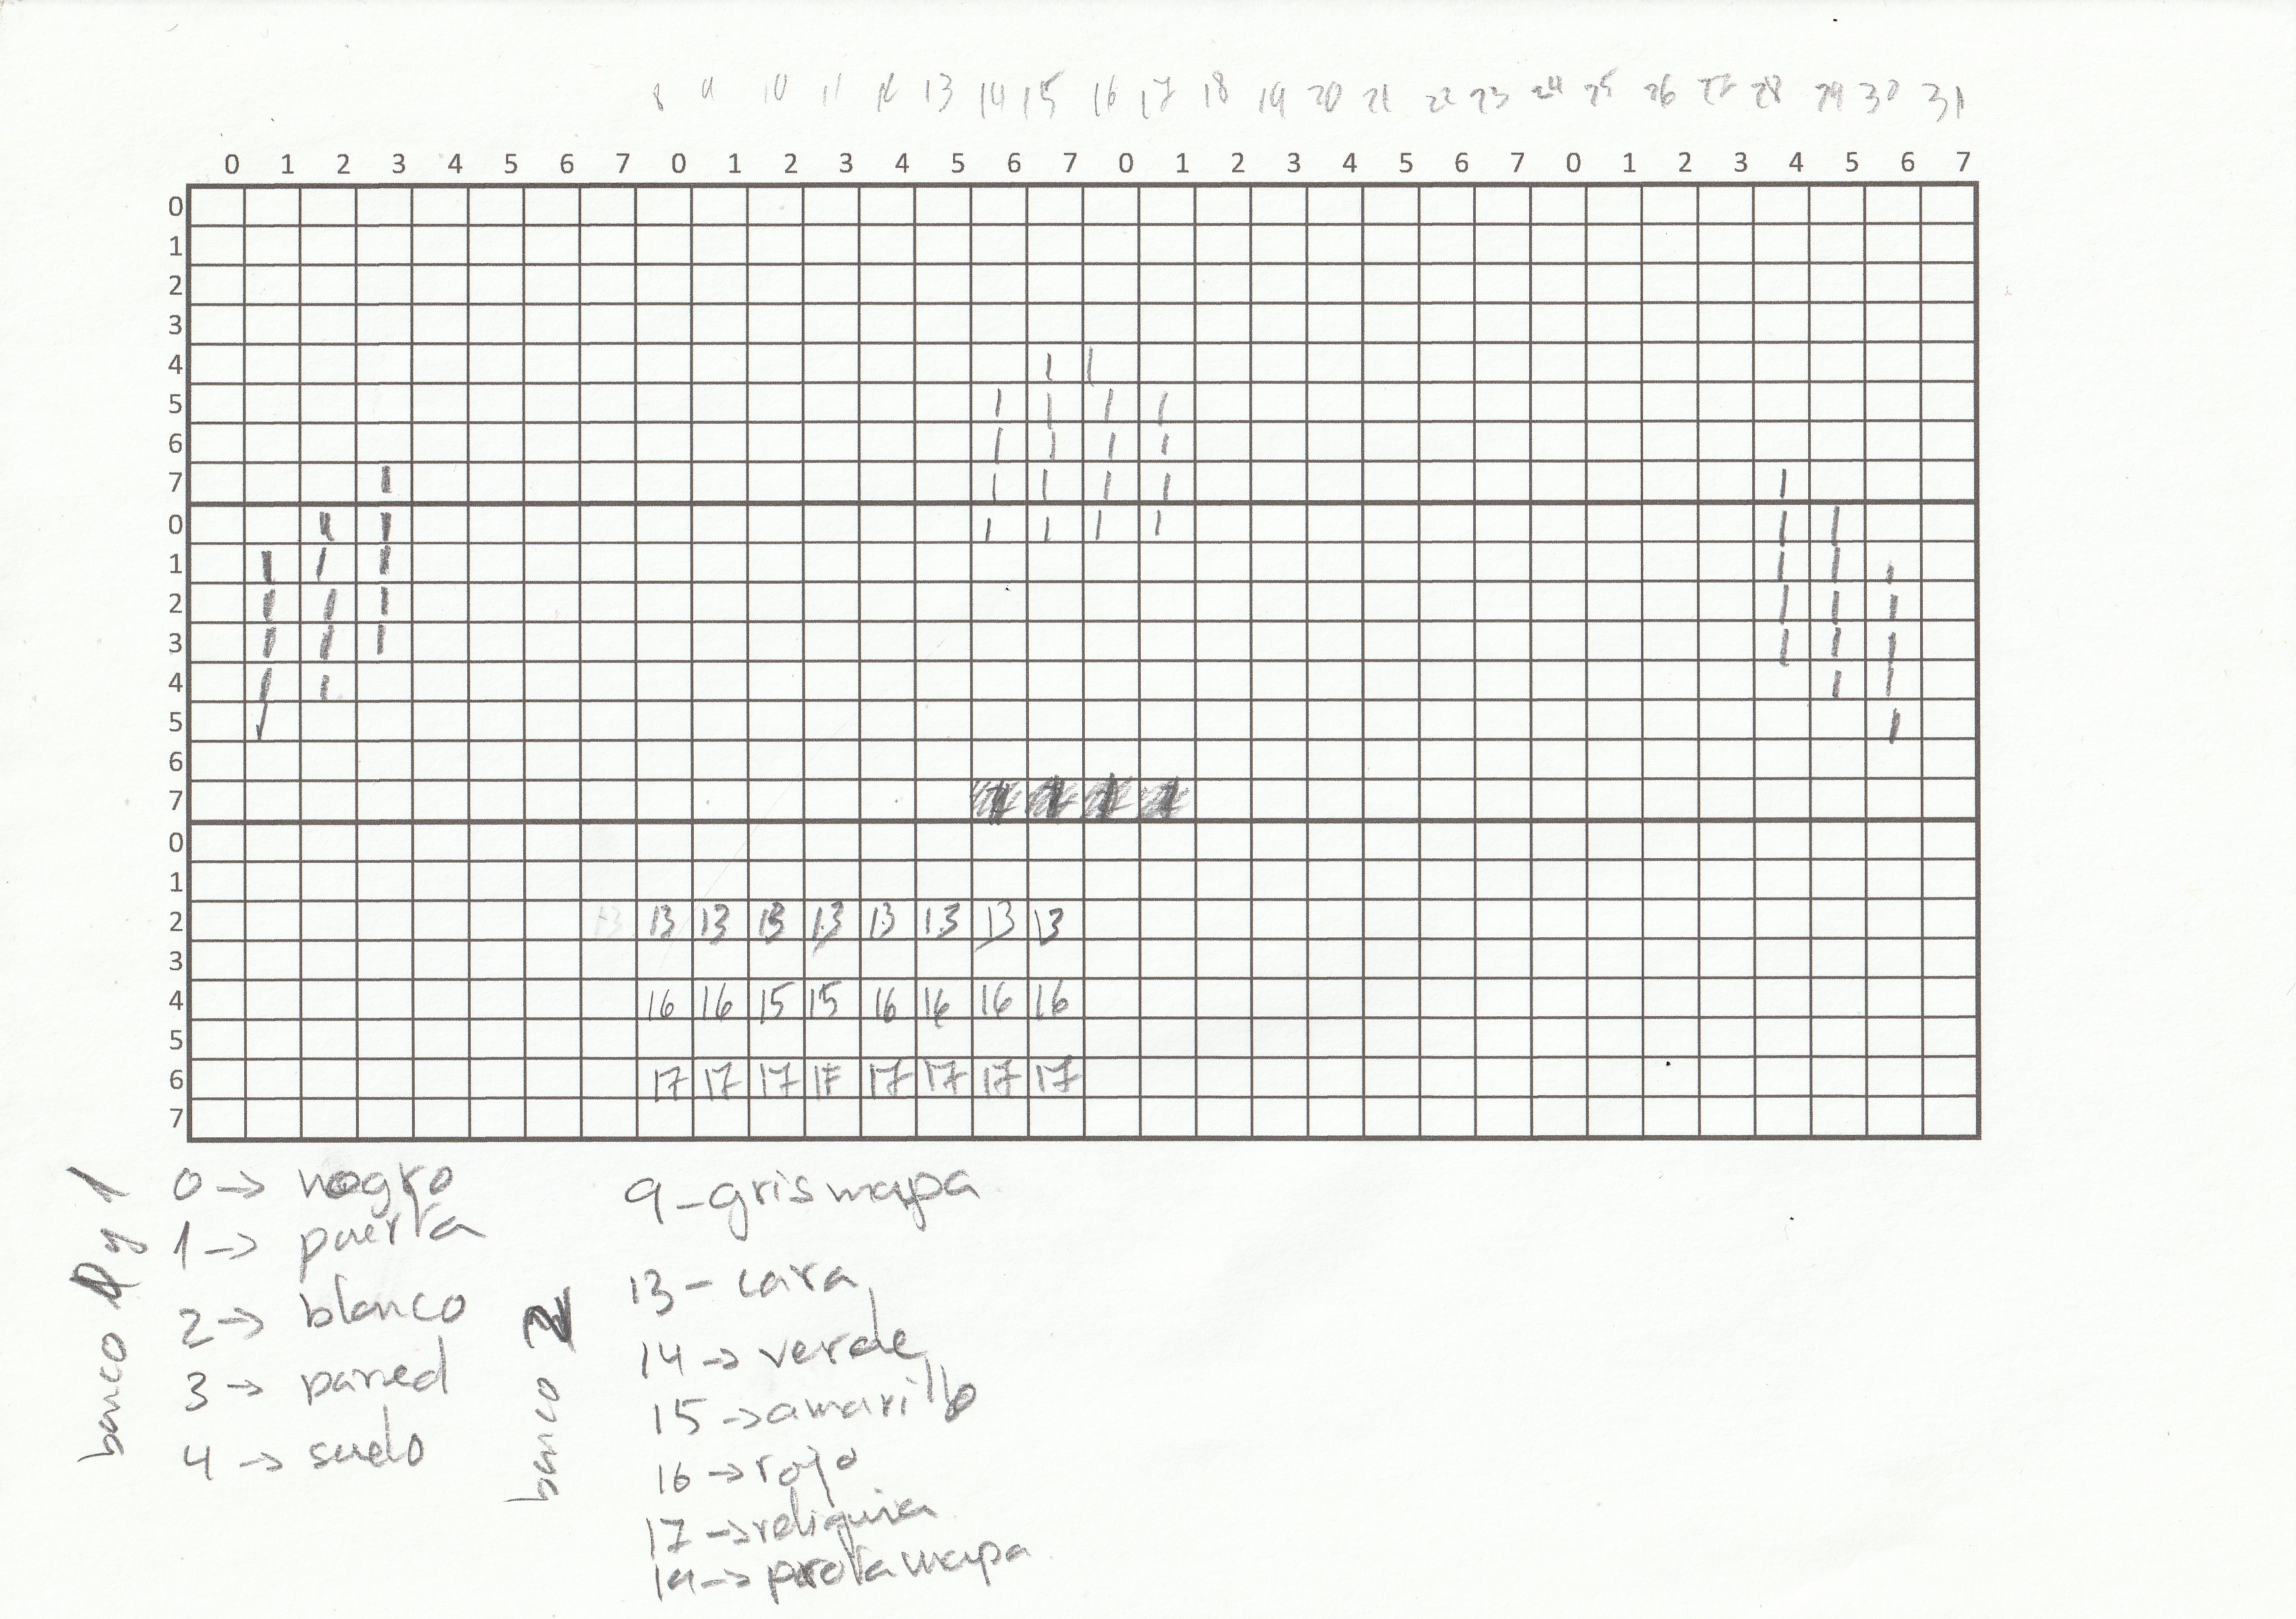 8 9 10 11 12 13 14 15 16 17 18 19 20 21 22 23 24 25 26 27 28 29 30 31
0 1 2 3 4 5 6 7 0 1 2 3 4 5 6 7 0 1 3 4 5 6 7 0 1 2 3 4 5 6 7
0
1
2
3
4 1 1
5 1 1 1 1
6 1 1 1 1
7 1 1 1 1 1 1
0 1 1 1 1 1 1 1 1
1 1 1 1 1 1 1
2 1 1 1 1 1 1
3 1 1 1 1 1 1
4 1 1 1 1
5 1 1
6
7 1 1 1 1
0
1
2 13 13 13 13 13 13 13 13 13
3
4 16 16 15 15 16 16 16 16
5
6 17 17 17 17 17 17 17 17
7
banco y 1
0 -> negro
1 -> puerta
2 -> blanco
3 -> pared
4 -> suelo
banco 2
9 - gris mapa
13 - cara
14 -> verde
15 -> amarillo
16 -> rojo
17 -> reliquia
19 -> prota mapa